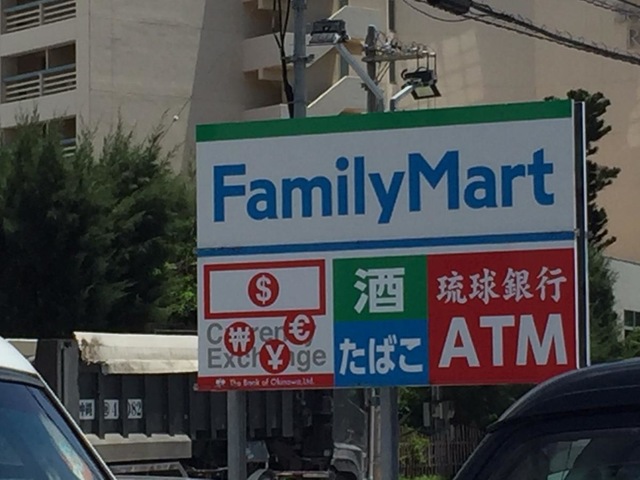 FamilyMart
$
₩ € ¥
Currency
Exchange
The Bank of Okinawa,Ltd.
酒
たばこ
琉球銀行
ATM